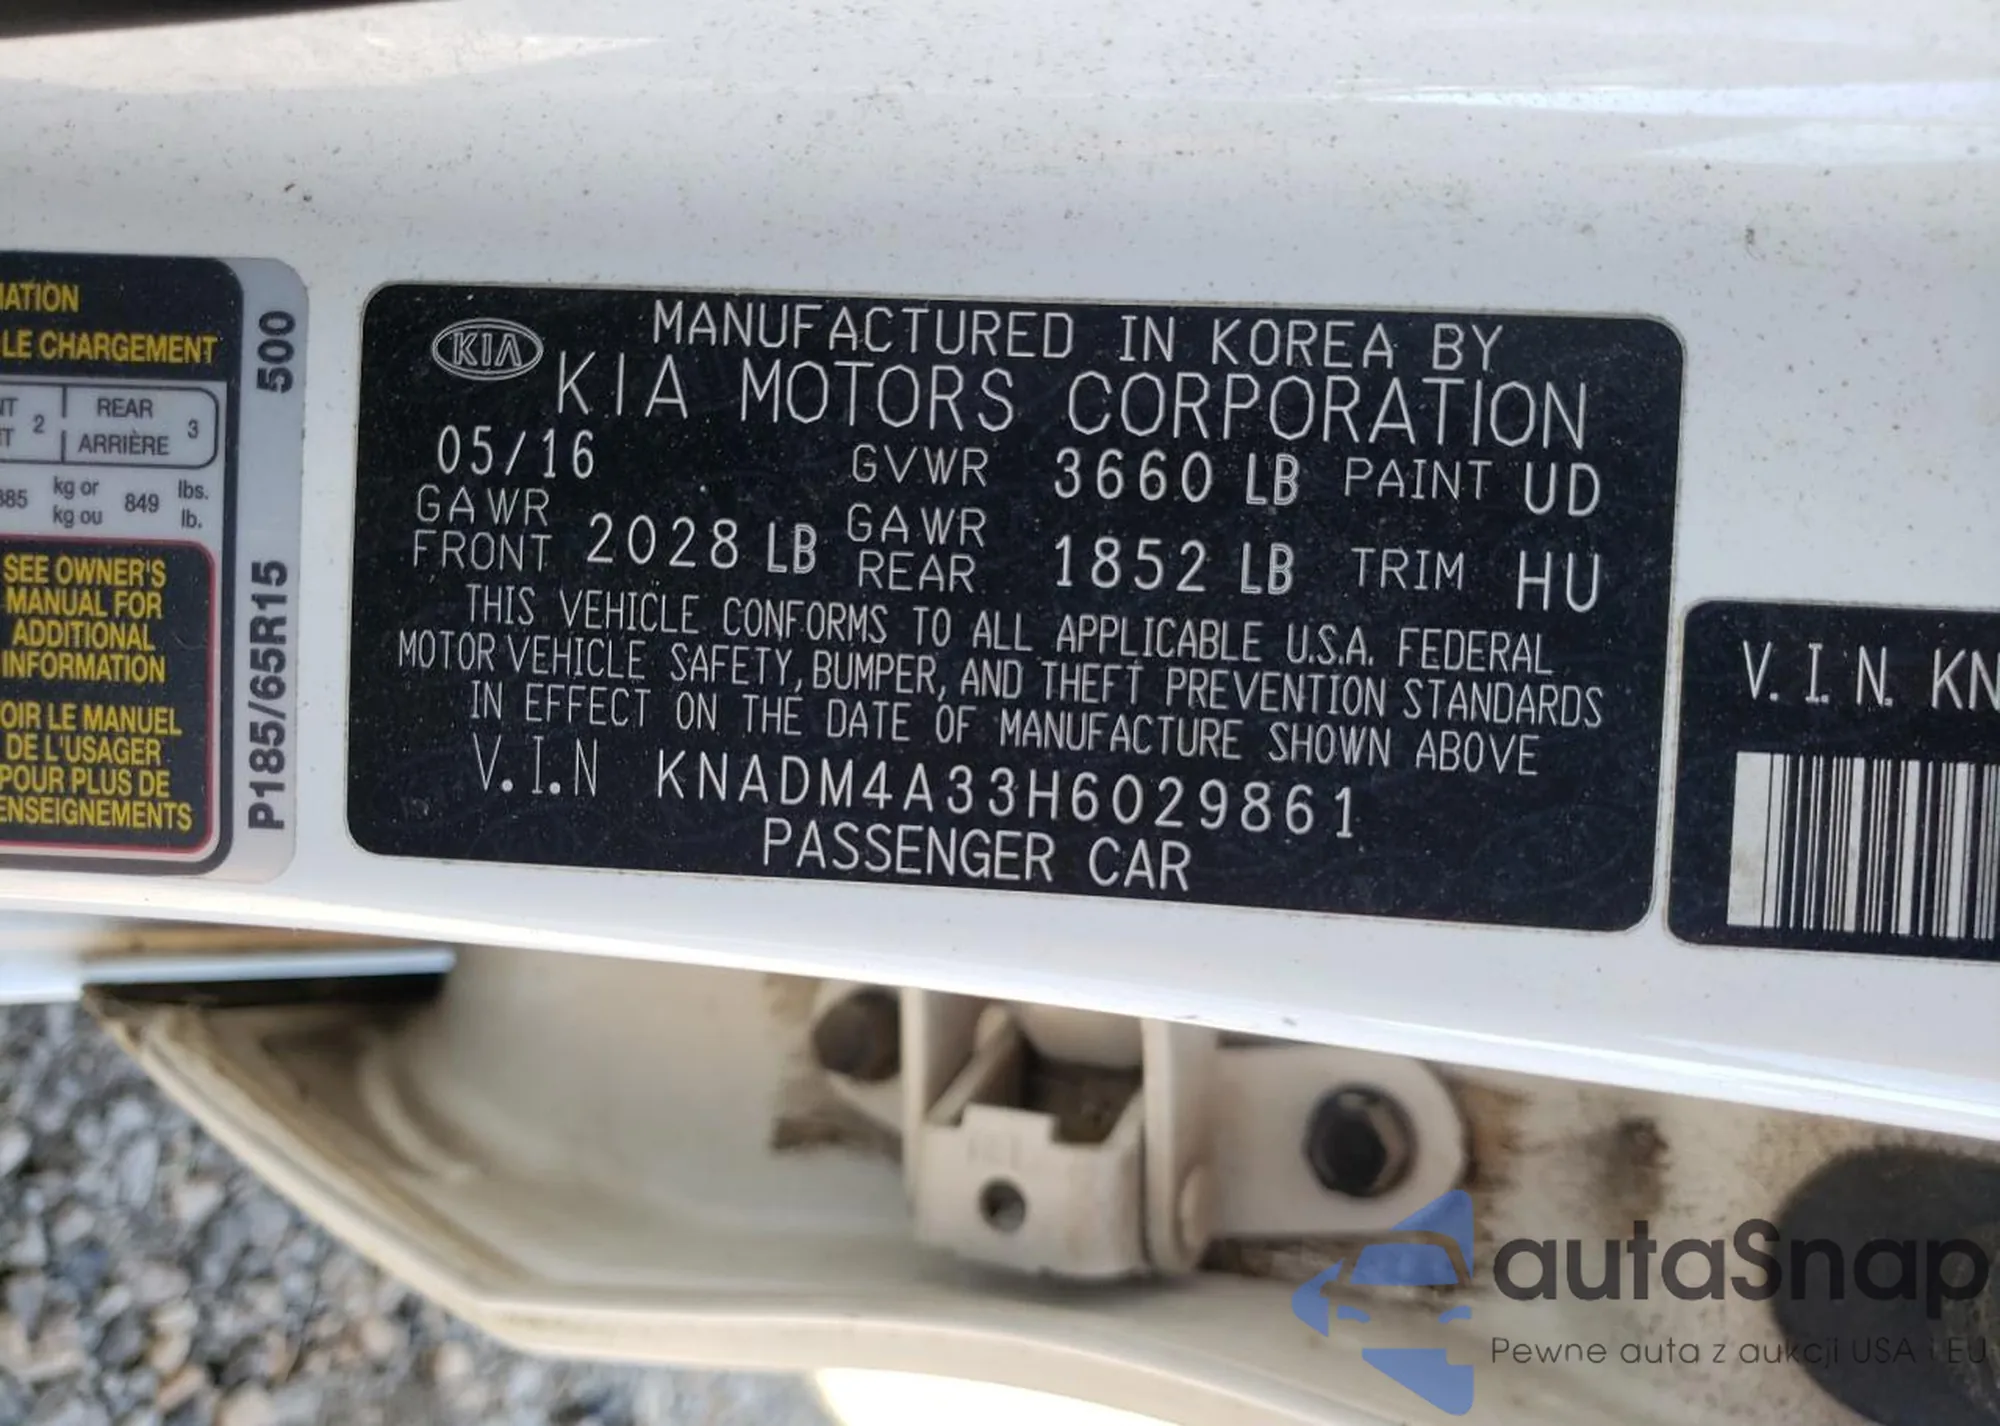 LE CHARGEMENT
2
REAR
ARRIÈRE
3
kg or
kg ou
849
lbs.
lb.
SEE OWNER'S
MANUAL FOR
ADDITIONAL
INFORMATION
LE MANUEL
DE L'USAGER
POUR PLUS DE
500
P185/65R15
KIA
MANUFACTURED IN KOREA BY
KIA MOTORS CORPORATION
05/16 GVWR 3660 LB PAINT UD
GAWR FRONT 2028 LB GAWR REAR 1852 LB TRIM HU
THIS VEHICLE CONFORMS TO ALL APPLICABLE U.S.A. FEDERAL
MOTOR VEHICLE SAFETY, BUMPER, AND THEFT PREVENTION STANDARDS
IN EFFECT ON THE DATE OF MANUFACTURE SHOWN ABOVE
V.I.N KNADM4A33H6029861
PASSENGER CAR
V.I.N. KN
autaSnap
Pewne auta z aukcji USA i EU